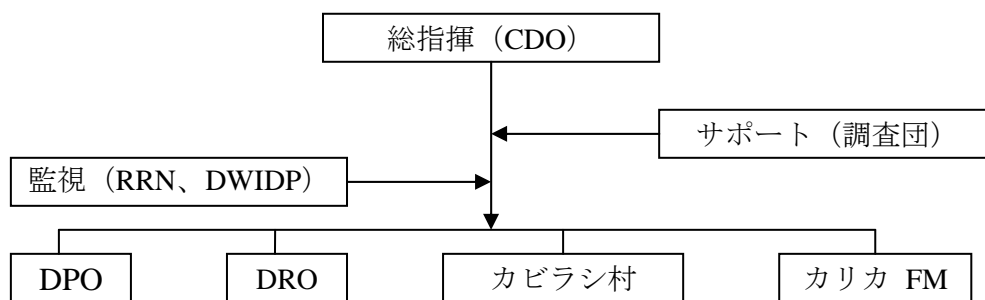 総指揮（CDO）
サポート（調査団）
監視（RRN、DWIDP）
DPO
DRO
カビラシ村
カリカ FM